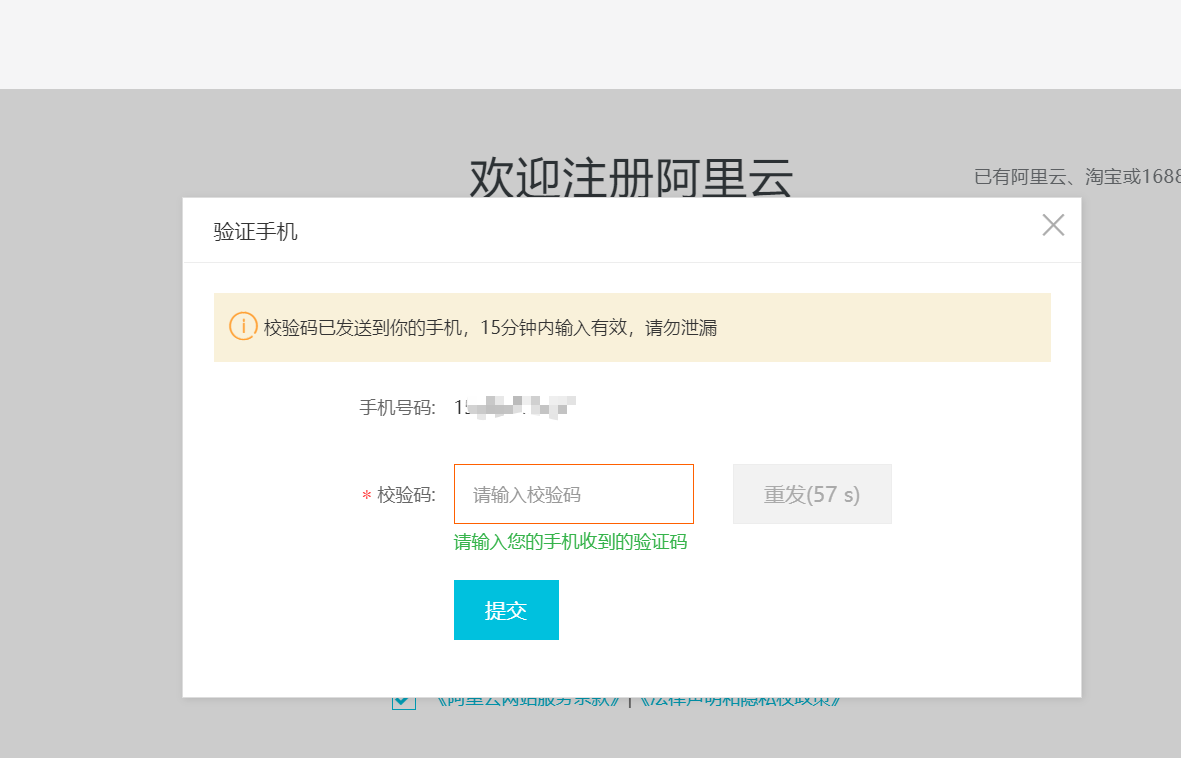 欢迎注册阿里云
已有阿里云、淘宝或1688
验证手机
校验码已发送到你的手机，15分钟内输入有效，请勿泄漏
手机号码:
* 校验码: 请输入校验码 重发(57 s)
请输入您的手机收到的验证码
提交
《阿里云网站服务条款》 | 《法律声明和隐私权政策》